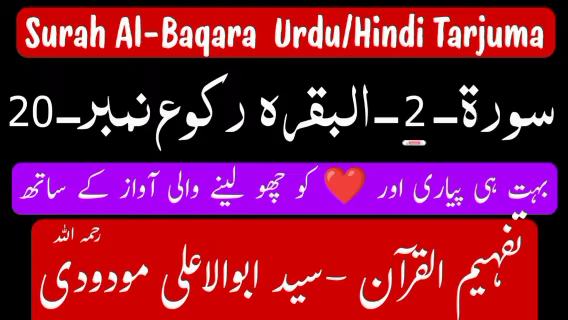 Surah Al-Baqara Urdu/Hindi Tarjuma
سورۃ-2-البقرہ رکوع نمبر-20
بہت ہی پیاری اور ❤️ کو چھو لینے والی آواز کے ساتھ
تفہیم القرآن -سید ابوالاعلی مودودی رحمہ اللہ